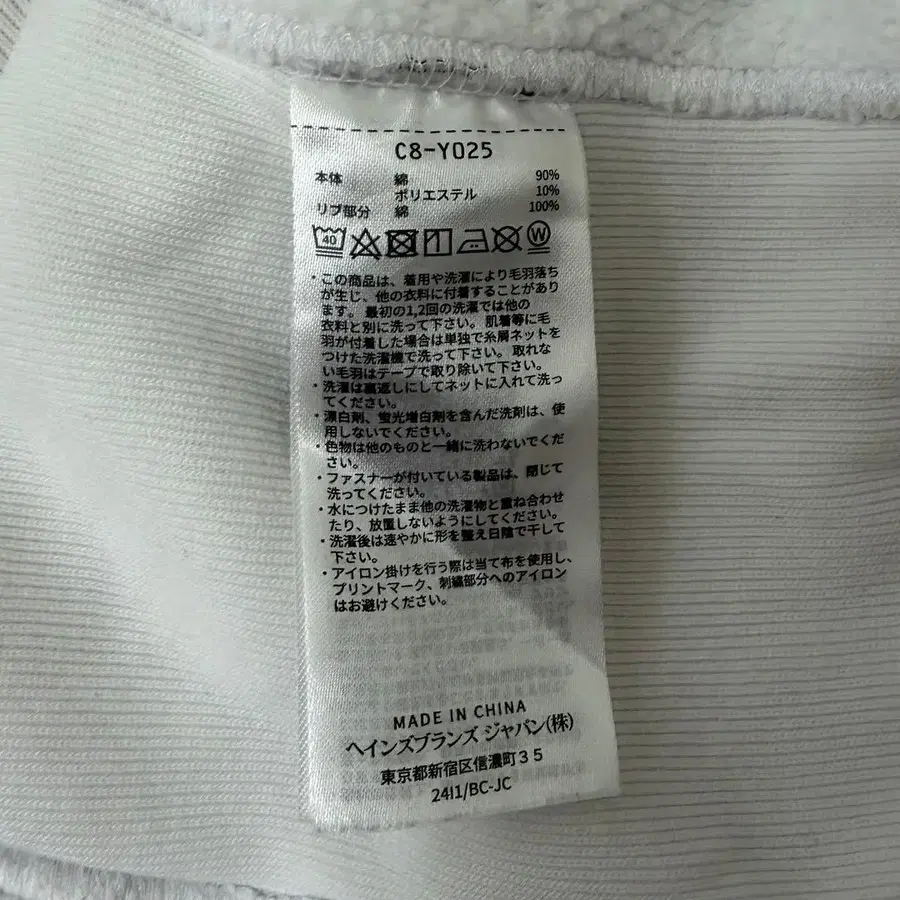 C8-Y025
本体 綿 90%
ポリエステル 10%
リブ部分 綿 100%
40 W
・この商品は、着用や洗濯により毛羽落ち
が生じ、他の衣料に付着することがあり
ます。最初の1,2回の洗濯では他の
衣料と別に洗って下さい。肌着等に毛
羽が付着した場合は単独で糸屑ネットを
つけた洗濯機で洗って下さい。取れな
い毛羽はテープで取り除いて下さい。
・洗濯は裏返しにしてネットに入れて洗っ
てください。
・漂白剤、蛍光増白剤を含んだ洗剤は、使
用しないでください。
・色物は他のものと一緒に洗わないでくだ
さい。
・ファスナーが付いている製品は、閉じて
洗ってください。
・水につけたまま他の洗濯物と重ね合わせ
たり、放置しないようにしてください。
・洗濯後は速やかに形を整え日陰で干して
下さい。
・アイロン掛けを行う際は当て布を使用し、
プリントマーク、刺繍部分へのアイロン
はお避けください。
MADE IN CHINA
ヘインズブランズ ジャパン(株)
東京都新宿区信濃町35
24I1/BC-JC